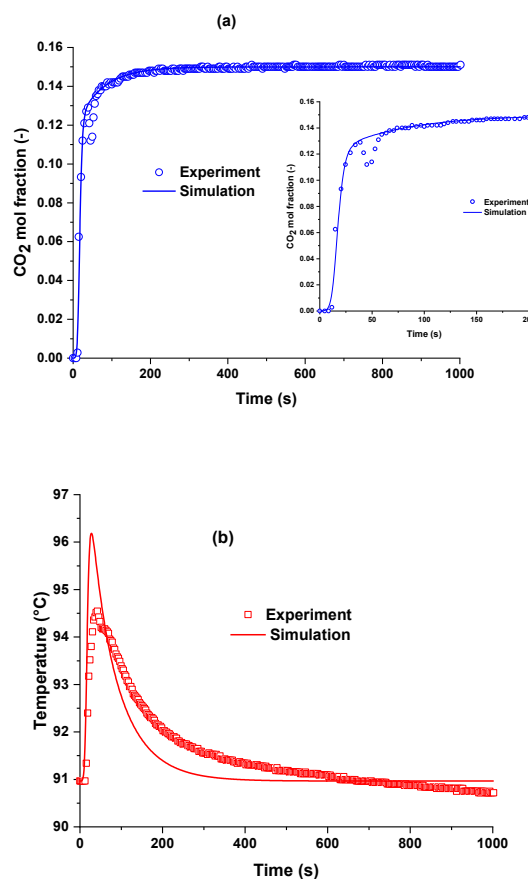 (a)
0.16
0.14
0.12
0.10
0.08
0.06
0.04
0.02
0.00
CO2 mol fraction (-)
Experiment
Simulation
0 200 400 600 800 1000
Time (s)
0.16
0.14
0.12
0.10
0.08
0.06
0.04
0.02
0.00
CO2 mol fraction (-)
Experiment
Simulation
0 50 100 150 200
Time (s)
(b)
97
96
95
94
93
92
91
90
Temperature (°C)
Experiment
Simulation
0 200 400 600 800 1000
Time (s)